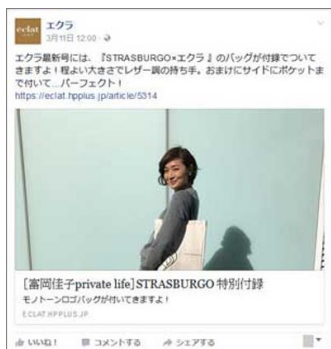 eclat
エクラ
3月11日 12:00 ·
エクラ最新号には、『STRASBURGO×エクラ 』のバッグが付録でついて
きますよ！程よい大きさでレザー調の持ち手。おまけにサイドにポケットま
で付いて…パーフェクト！
https://eclat.hpplus.jp/article/5314
［富岡佳子private life］STRASBURGO 特別付録
モノトーンロゴバッグが付いてきますよ！
ECLAT.HPPLUS.JP
いいね！ コメントする シェアする